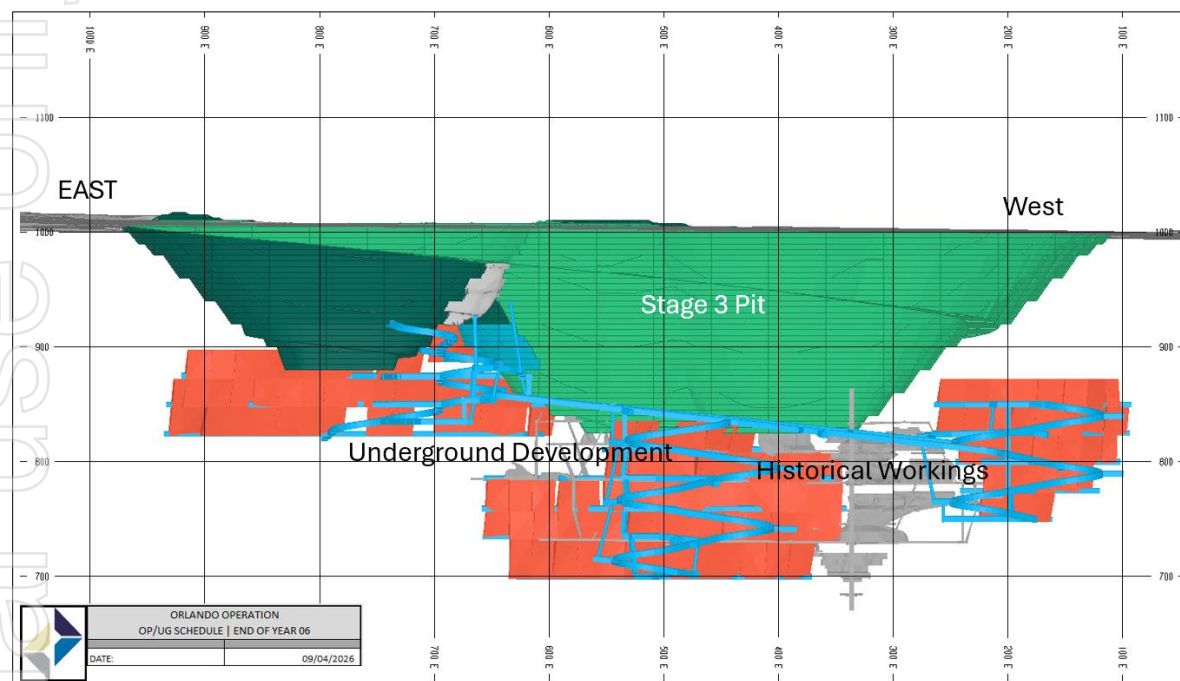 1000 E 900 E 800 E 700 E 600 E 500 E 400 E 300 E 200 E 100 E
1100 1100
EAST
West
1000 1000
Stage 3 Pit
900 900
Underground Development
800 800
Historical Workings
700 700
ORLANDO OPERATION
OP/UG SCHEDULE | END OF YEAR 06
DATE: 09/04/2026
700 E 600 E 500 E 400 E 300 E 200 E 100 E